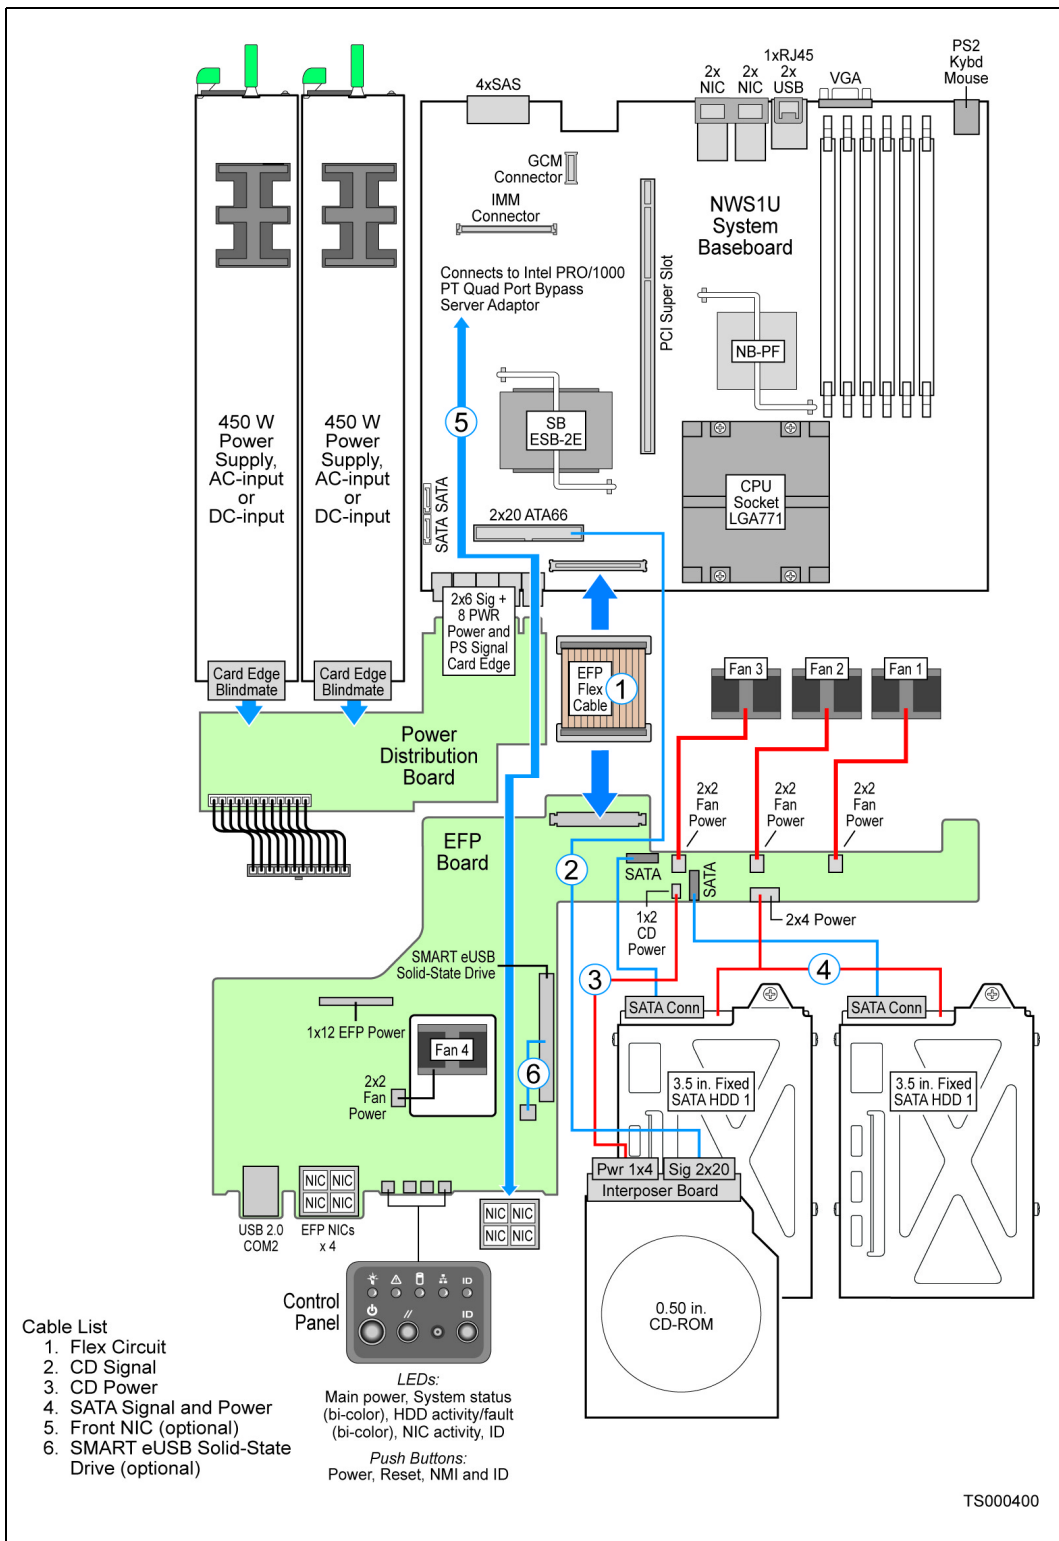 4xSAS
2x
NIC
2x
NIC
1xRJ45
2x
USB
VGA
PS2
Kybd
Mouse
GCM
Connector
IMM
Connector
NWS1U
System
Baseboard
Connects to Intel PRO/1000
PT Quad Port Bypass
Server Adaptor
PCI Super Slot
NB-PF
450 W
Power
Supply,
AC-input
or
DC-input
450 W
Power
Supply,
AC-input
or
DC-input
5
SB
ESB-2E
CPU
Socket
LGA771
SATA SATA
2x20 ATA66
2x6 Sig +
8 PWR
Power and
PS Signal
Card Edge
Card Edge
Blindmate
Card Edge
Blindmate
EFP
Flex
Cable
1
Fan 3
Fan 2
Fan 1
Power
Distribution
Board
2x2
Fan
Power
2x2
Fan
Power
2x2
Fan
Power
EFP
Board
2
SATA
SATA
1x2
CD
Power
2x4 Power
SMART eUSB
Solid-State Drive
3
4
1x12 EFP Power
SATA Conn
SATA Conn
Fan 4
2x2
Fan
Power
6
3.5 in. Fixed
SATA HDD 1
3.5 in. Fixed
SATA HDD 1
Pwr 1x4
Sig 2x20
Interposer Board
NIC NIC
NIC NIC
USB 2.0
COM2
EFP NICs
x 4
NIC NIC
NIC NIC
Control
Panel
ID
ID
0.50 in.
CD-ROM
LEDs:
Main power, System status
(bi-color), HDD activity/fault
(bi-color), NIC activity, ID
Push Buttons:
Power, Reset, NMI and ID
Cable List
1. Flex Circuit
2. CD Signal
3. CD Power
4. SATA Signal and Power
5. Front NIC (optional)
6. SMART eUSB Solid-State
Drive (optional)
TS000400